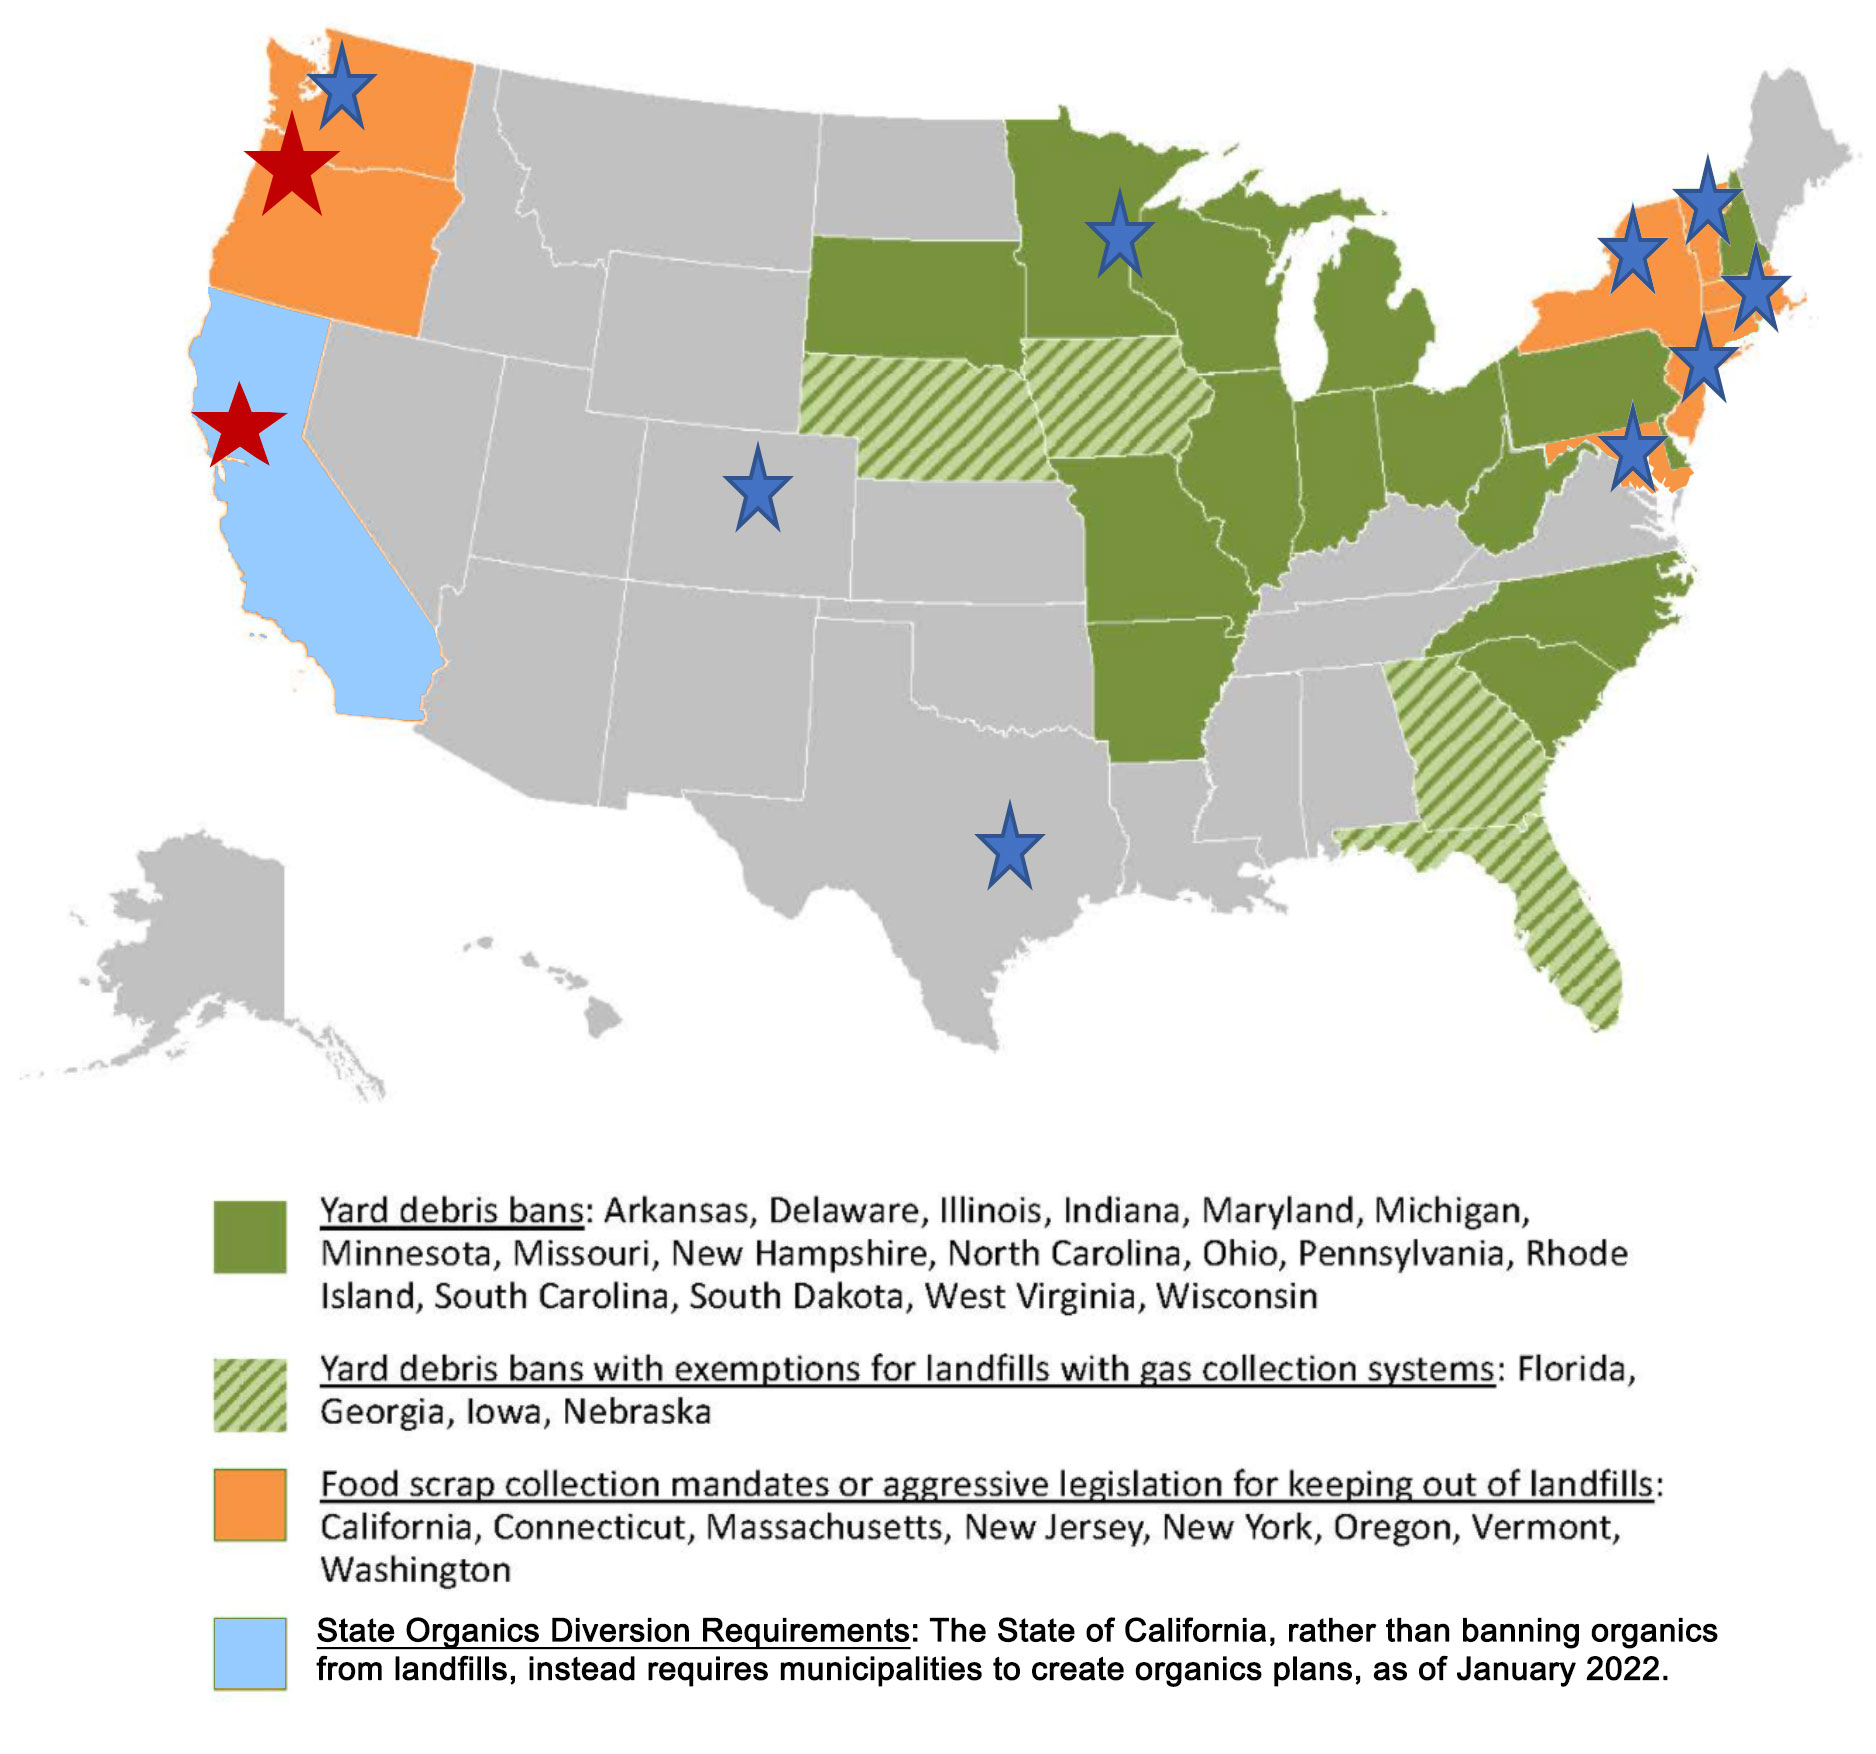 Yard debris bans: Arkansas, Delaware, Illinois, Indiana, Maryland, Michigan,
Minnesota, Missouri, New Hampshire, North Carolina, Ohio, Pennsylvania, Rhode
Island, South Carolina, South Dakota, West Virginia, Wisconsin
Yard debris bans with exemptions for landfills with gas collection systems: Florida,
Georgia, Iowa, Nebraska
Food scrap collection mandates or aggressive legislation for keeping out of landfills:
California, Connecticut, Massachusetts, New Jersey, New York, Oregon, Vermont,
Washington
State Organics Diversion Requirements: The State of California, rather than banning organics
from landfills, instead requires municipalities to create organics plans, as of January 2022.